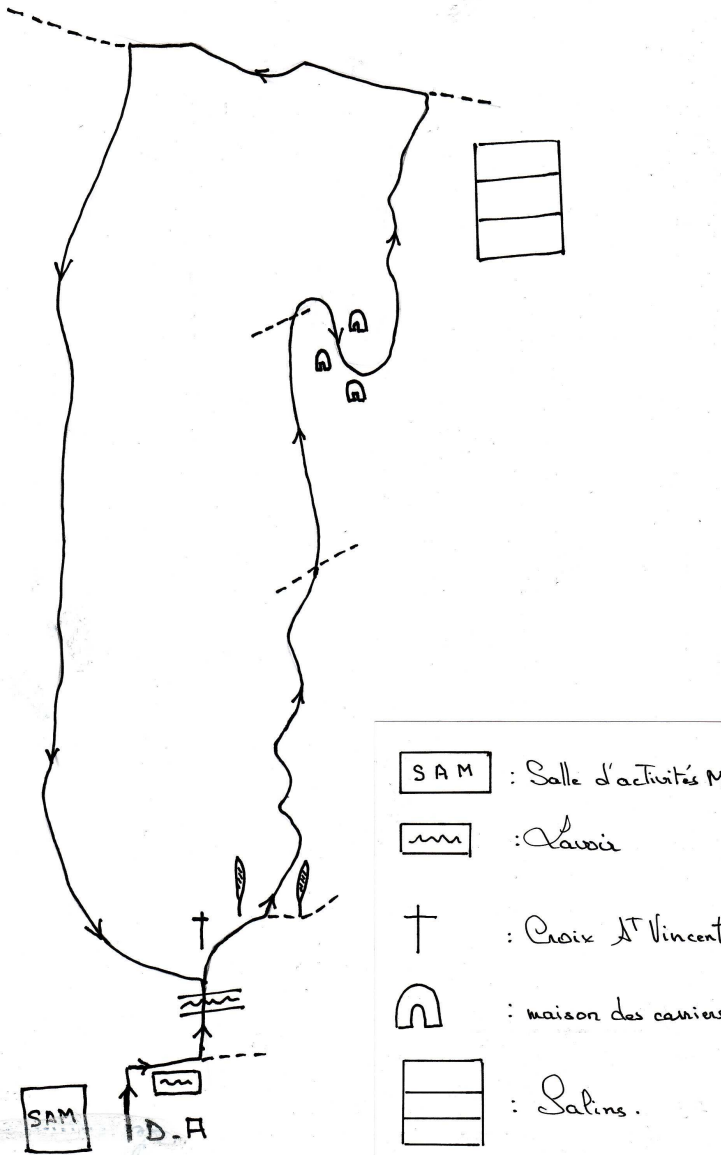 SAM : Salle d'activités M
: Lavoir
: Croix St Vincent
: maison des carriers
: Salins.
SAM
D.A